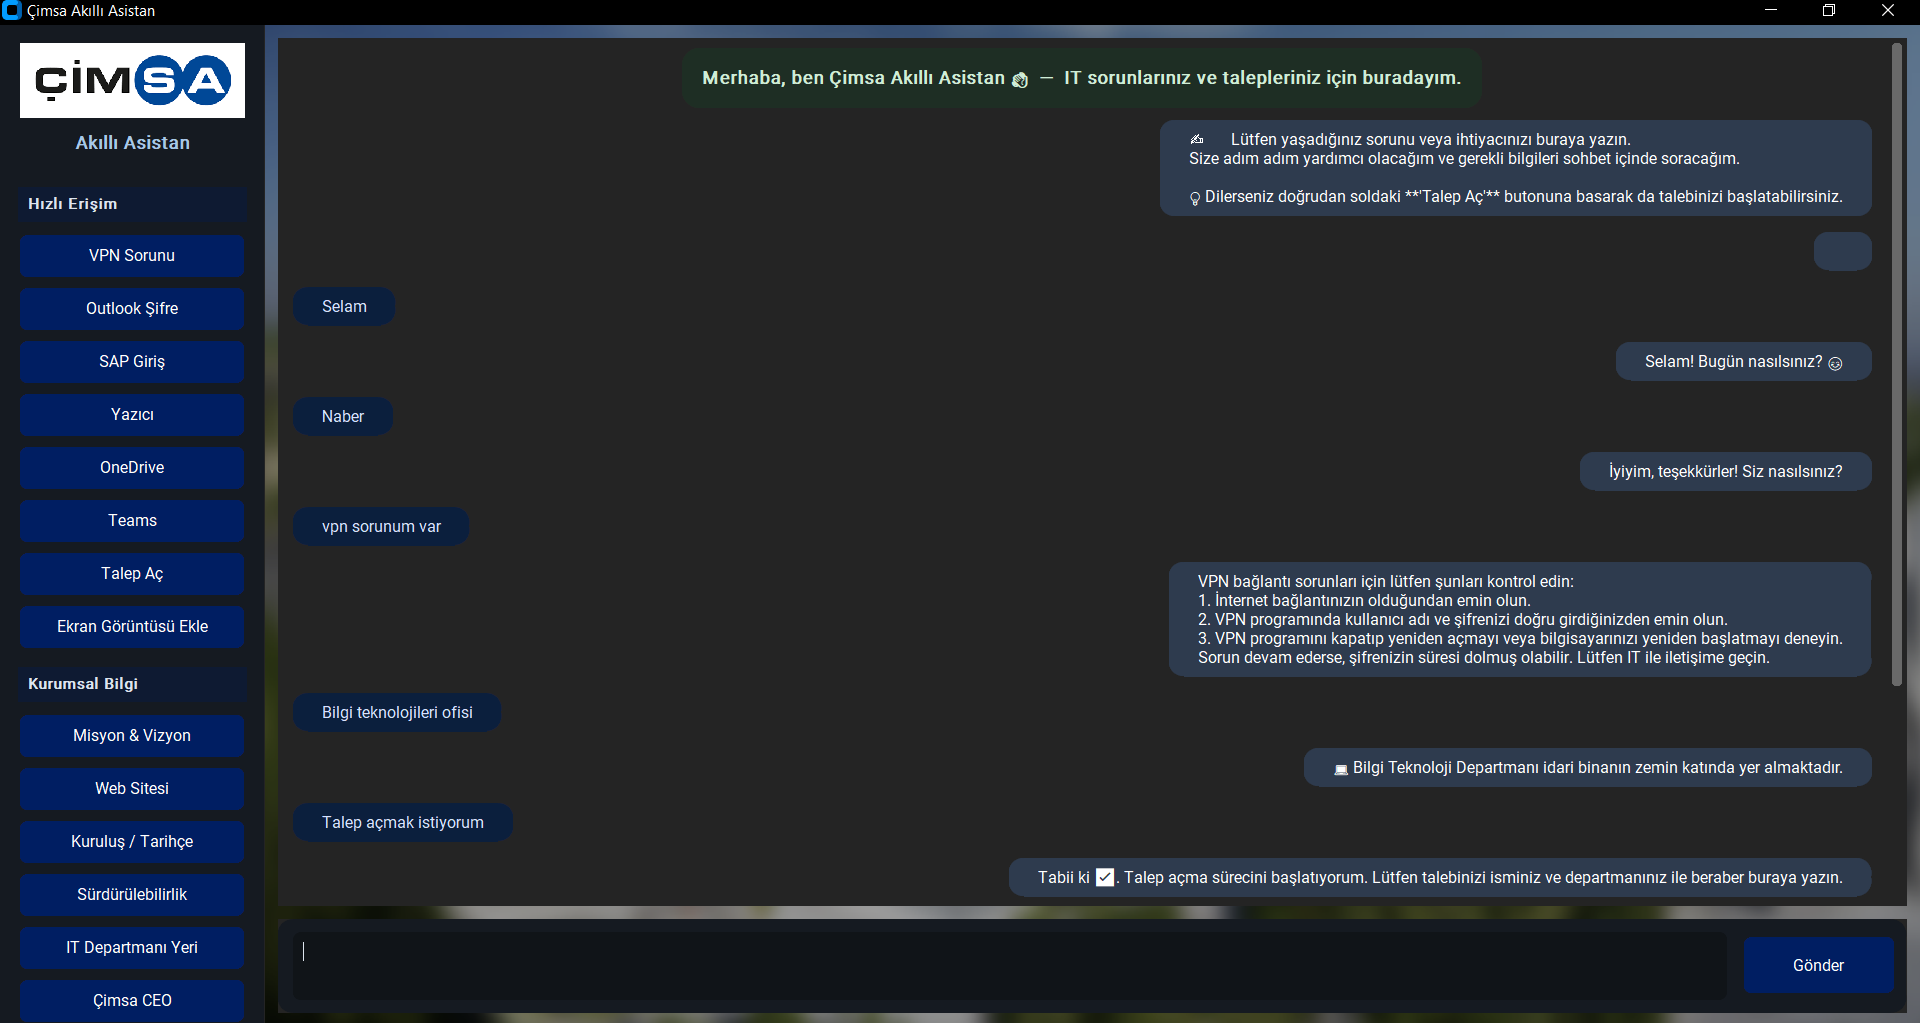 Çimsa Akıllı Asistan
ÇİMSA
Akıllı Asistan
Hızlı Erişim
VPN Sorunu
Outlook Şifre
SAP Giriş
Yazıcı
OneDrive
Teams
Talep Aç
Ekran Görüntüsü Ekle
Kurumsal Bilgi
Misyon & Vizyon
Web Sitesi
Kuruluş / Tarihçe
Sürdürülebilirlik
IT Departmanı Yeri
Çimsa CEO
Merhaba, ben Çimsa Akıllı Asistan — IT sorunlarınız ve talepleriniz için buradayım.
Lütfen yaşadığınız sorunu veya ihtiyacınızı buraya yazın.
Size adım adım yardımcı olacağım ve gerekli bilgileri sohbet içinde soracağım.
Dilerseniz doğrudan soldaki **'Talep Aç'** butonuna basarak da talebinizi başlatabilirsiniz.
Selam
Selam! Bugün nasılsınız?
Naber
İyiyim, teşekkürler! Siz nasılsınız?
vpn sorunum var
VPN bağlantı sorunları için lütfen şunları kontrol edin:
1. İnternet bağlantınızın olduğundan emin olun.
2. VPN programında kullanıcı adı ve şifrenizi doğru girdiğinizden emin olun.
3. VPN programını kapatıp yeniden açmayı veya bilgisayarınızı yeniden başlatmayı deneyin.
Sorun devam ederse, şifrenizin süresi dolmuş olabilir. Lütfen IT ile iletişime geçin.
Bilgi teknolojileri ofisi
Bilgi Teknoloji Departmanı idari binanın zemin katında yer almaktadır.
Talep açmak istiyorum
Tabii ki ✅. Talep açma sürecini başlatıyorum. Lütfen talebinizi isminiz ve departmanınız ile beraber buraya yazın.
Gönder